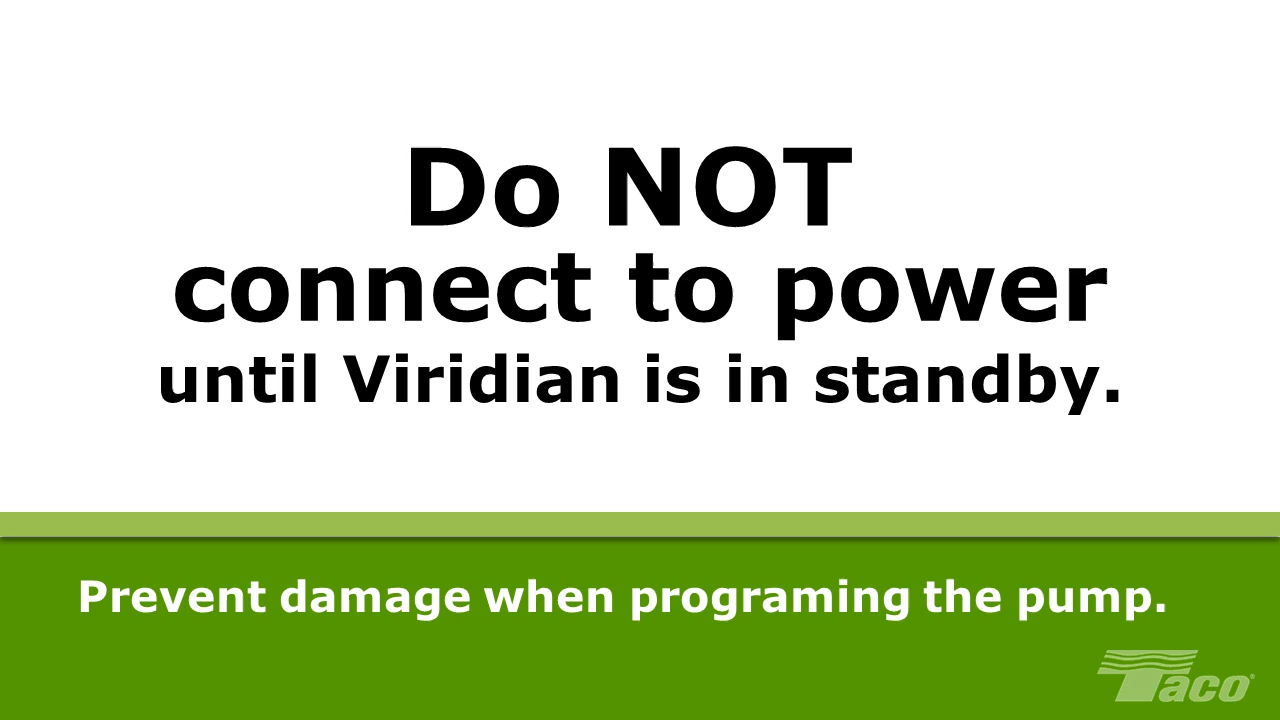 Do NOT
connect to power
until Viridian is in standby.
Prevent damage when programing the pump.
Taco®